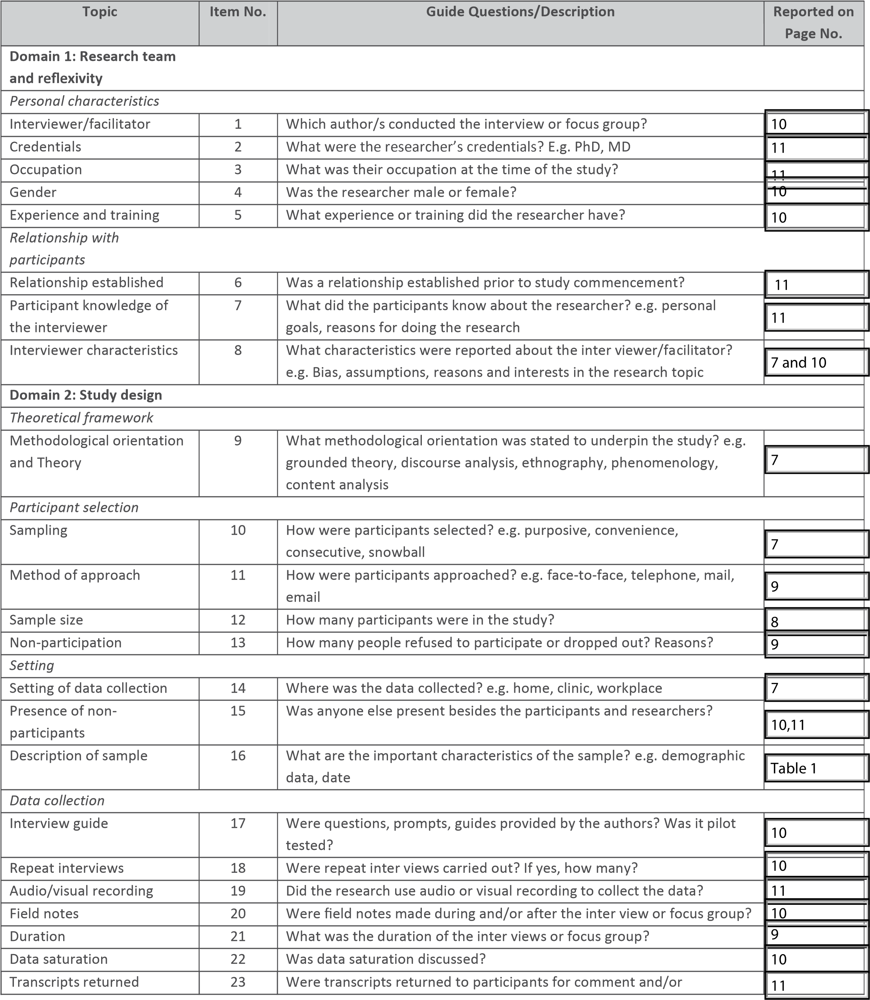 Topic Item No. Guide Questions/Description Reported on
Page No.
Domain 1: Research team
and reflexivity
Personal characteristics
Interviewer/facilitator 1 Which author/s conducted the interview or focus group? 10
Credentials 2 What were the researcher’s credentials? E.g. PhD, MD 11
Occupation 3 What was their occupation at the time of the study? 11
Gender 4 Was the researcher male or female? 10
Experience and training 5 What experience or training did the researcher have? 10
Relationship with
participants
Relationship established 6 Was a relationship established prior to study commencement? 11
Participant knowledge of 7 What did the participants know about the researcher? e.g. personal 11
the interviewer goals, reasons for doing the research
Interviewer characteristics 8 What characteristics were reported about the inter viewer/facilitator? 7 and 10
e.g. Bias, assumptions, reasons and interests in the research topic
Domain 2: Study design
Theoretical framework
Methodological orientation 9 What methodological orientation was stated to underpin the study? e.g.
and Theory grounded theory, discourse analysis, ethnography, phenomenology, 7
content analysis
Participant selection
Sampling 10 How were participants selected? e.g. purposive, convenience, 7
consecutive, snowball
Method of approach 11 How were participants approached? e.g. face-to-face, telephone, mail, 9
email
Sample size 12 How many participants were in the study? 8
Non-participation 13 How many people refused to participate or dropped out? Reasons? 9
Setting
Setting of data collection 14 Where was the data collected? e.g. home, clinic, workplace 7
Presence of non- 15 Was anyone else present besides the participants and researchers? 10,11
participants
Description of sample 16 What are the important characteristics of the sample? e.g. demographic Table 1
data, date
Data collection
Interview guide 17 Were questions, prompts, guides provided by the authors? Was it pilot 10
tested?
Repeat interviews 18 Were repeat inter views carried out? If yes, how many? 10
Audio/visual recording 19 Did the research use audio or visual recording to collect the data? 11
Field notes 20 Were field notes made during and/or after the inter view or focus group? 10
Duration 21 What was the duration of the inter views or focus group? 9
Data saturation 22 Was data saturation discussed? 10
Transcripts returned 23 Were transcripts returned to participants for comment and/or 11